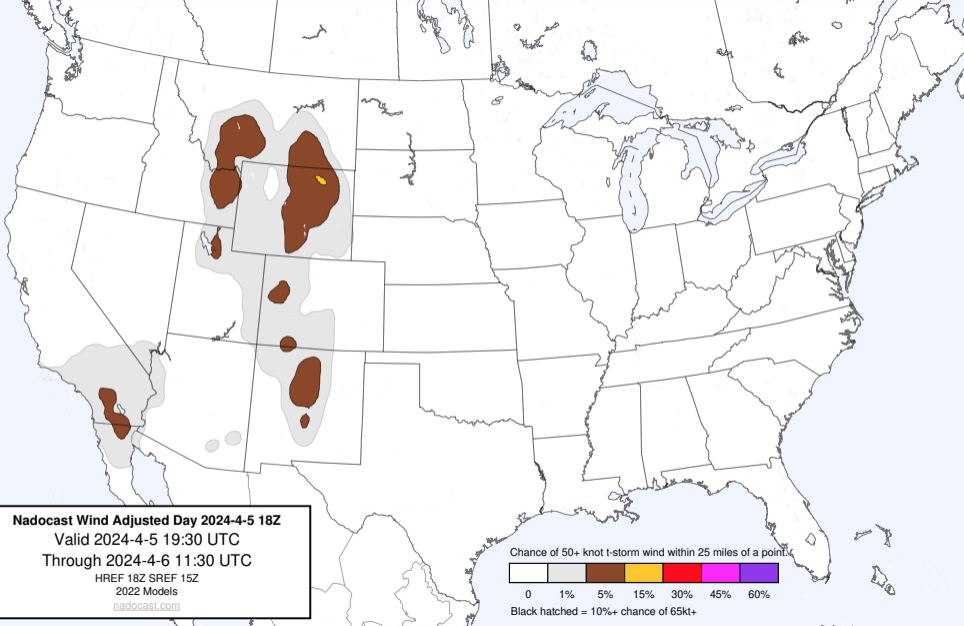 Nadocast Wind Adjusted Day 2024-4-5 18Z
Valid 2024-4-5 19:30 UTC
Through 2024-4-6 11:30 UTC
HREF 18Z SREF 15Z
2022 Models
nadocast.com
Chance of 50+ knot t-storm wind within 25 miles of a point.
0 1% 5% 15% 30% 45% 60%
Black hatched = 10%+ chance of 65kt+